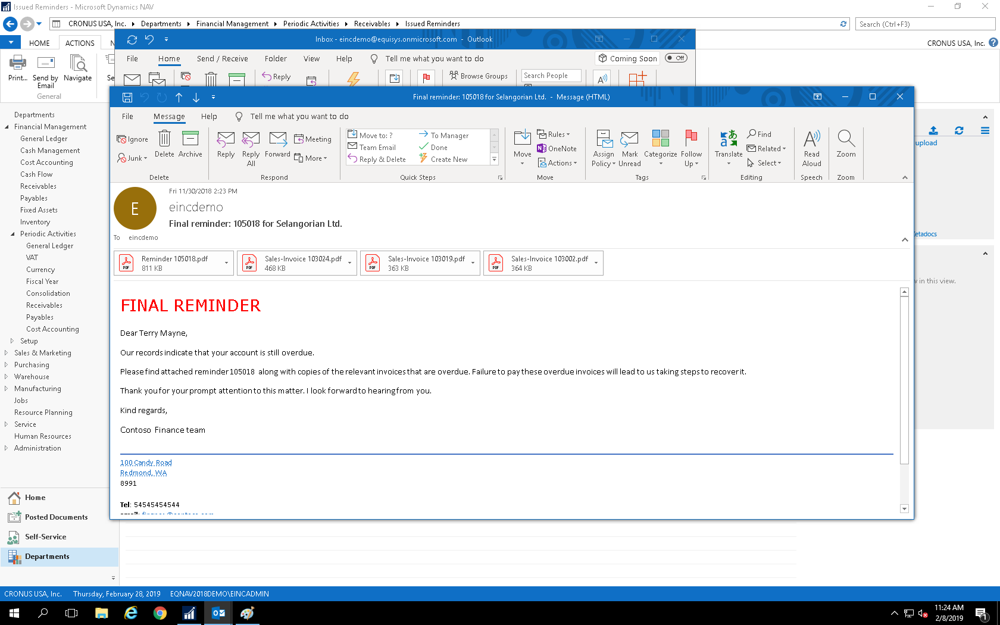 Issued Reminders - Microsoft Dynamics NAV
CRONUS USA, Inc. Departments Financial Management Periodic Activities Receivables Issued Reminders
Search (Ctrl+F3)
HOME ACTIONS
CRONUS USA, Inc.
Print... Send by Email Navigate
General
Inbox - eincdemo@equisys.onmicrosoft.com - Outlook
File Home Send / Receive Folder View Help Tell me what you want to do
Coming Soon Off
Reply Browse Groups Search People
Final reminder: 105018 for Selangorian Ltd. - Message (HTML)
File Message Help Tell me what you want to do
Ignore
Junk
Delete
Archive
Delete
Reply
Reply All
Forward
Meeting
More
Respond
Move to: ?
Team Email
Reply & Delete
To Manager
Done
Create New
Quick Steps
Move
Rules
OneNote
Actions
Move
Assign Policy
Mark Unread
Categorize
Follow Up
Tags
Translate
Find
Related
Select
Editing
Read Aloud
Speech
Zoom
Zoom
E
Fri 11/30/2018 2:23 PM
eincdemo
Final reminder: 105018 for Selangorian Ltd.
To eincdemo
PDF Reminder 105018.pdf
811 KB
PDF Sales-Invoice 103024.pdf
468 KB
PDF Sales-Invoice 103019.pdf
363 KB
PDF Sales-Invoice 103002.pdf
364 KB
FINAL REMINDER
Dear Terry Mayne,
Our records indicate that your account is still overdue.
Please find attached reminder 105018 along with copies of the relevant invoices that are overdue. Failure to pay these overdue invoices will lead to us taking steps to recover it.
Thank you for your prompt attention to this matter. I look forward to hearing from you.
Kind regards,
Contoso Finance team
100 Candy Road
Redmond, WA
8991
Tel: 54545454544
upload
in this view.
Departments
Financial Management
General Ledger
Cash Management
Cost Accounting
Cash Flow
Receivables
Payables
Fixed Assets
Inventory
Periodic Activities
General Ledger
VAT
Currency
Fiscal Year
Consolidation
Receivables
Payables
Cost Accounting
Setup
Sales & Marketing
Purchasing
Warehouse
Manufacturing
Jobs
Resource Planning
Service
Human Resources
Administration
Home
Posted Documents
Self-Service
Departments
CRONUS USA, Inc. Thursday, February 28, 2019 EQNAV2018DEMO\EINCADMIN
11:24 AM
2/8/2019
1